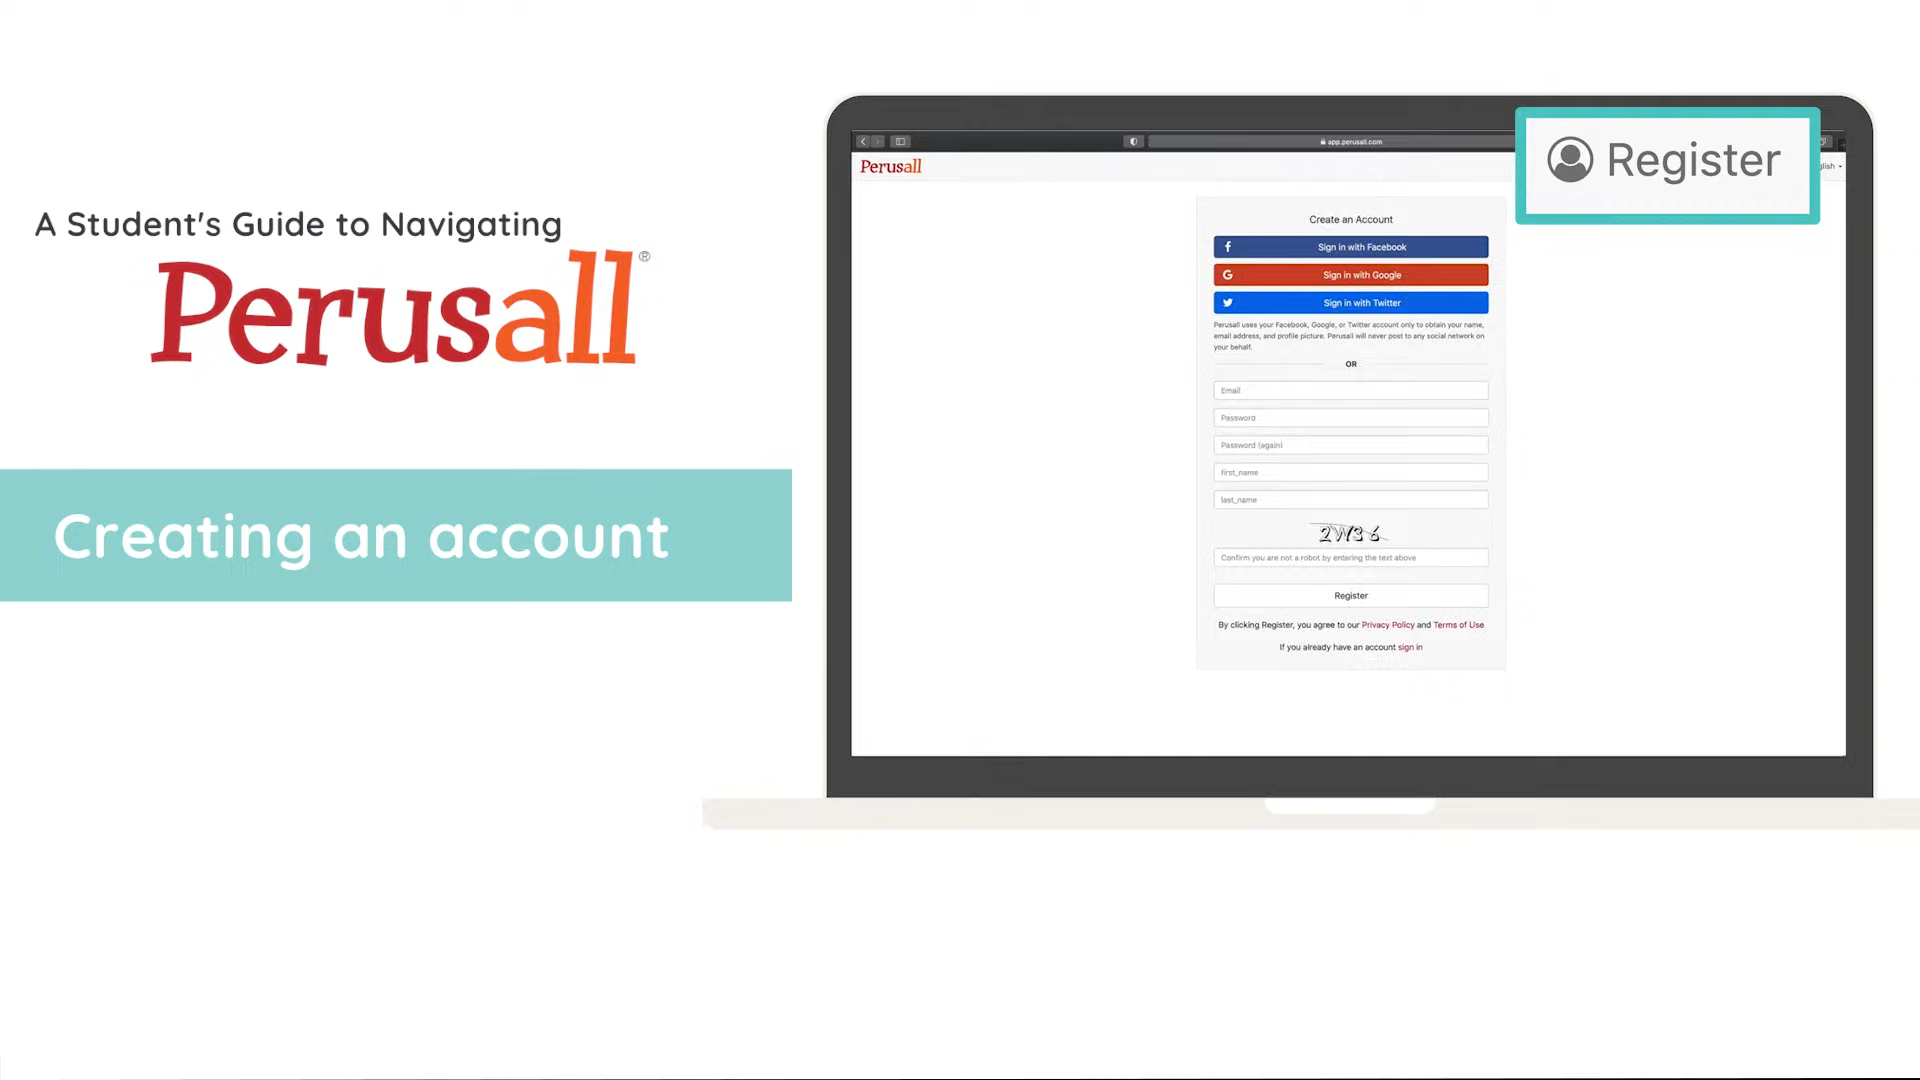 A Student's Guide to Navigating
Perusall®
Creating an account
app.perusall.com
Perusall
Register
glish
Create an Account
Sign in with Facebook
Sign in with Google
Sign in with Twitter
Perusall uses your Facebook, Google, or Twitter account only to obtain your name,
email address, and profile picture. Perusall will never post to any social network on
your behalf.
OR
Email
Password
Password (again)
first_name
last_name
2W36
Confirm you are not a robot by entering the text above
Register
By clicking Register, you agree to our Privacy Policy and Terms of Use
If you already have an account sign in